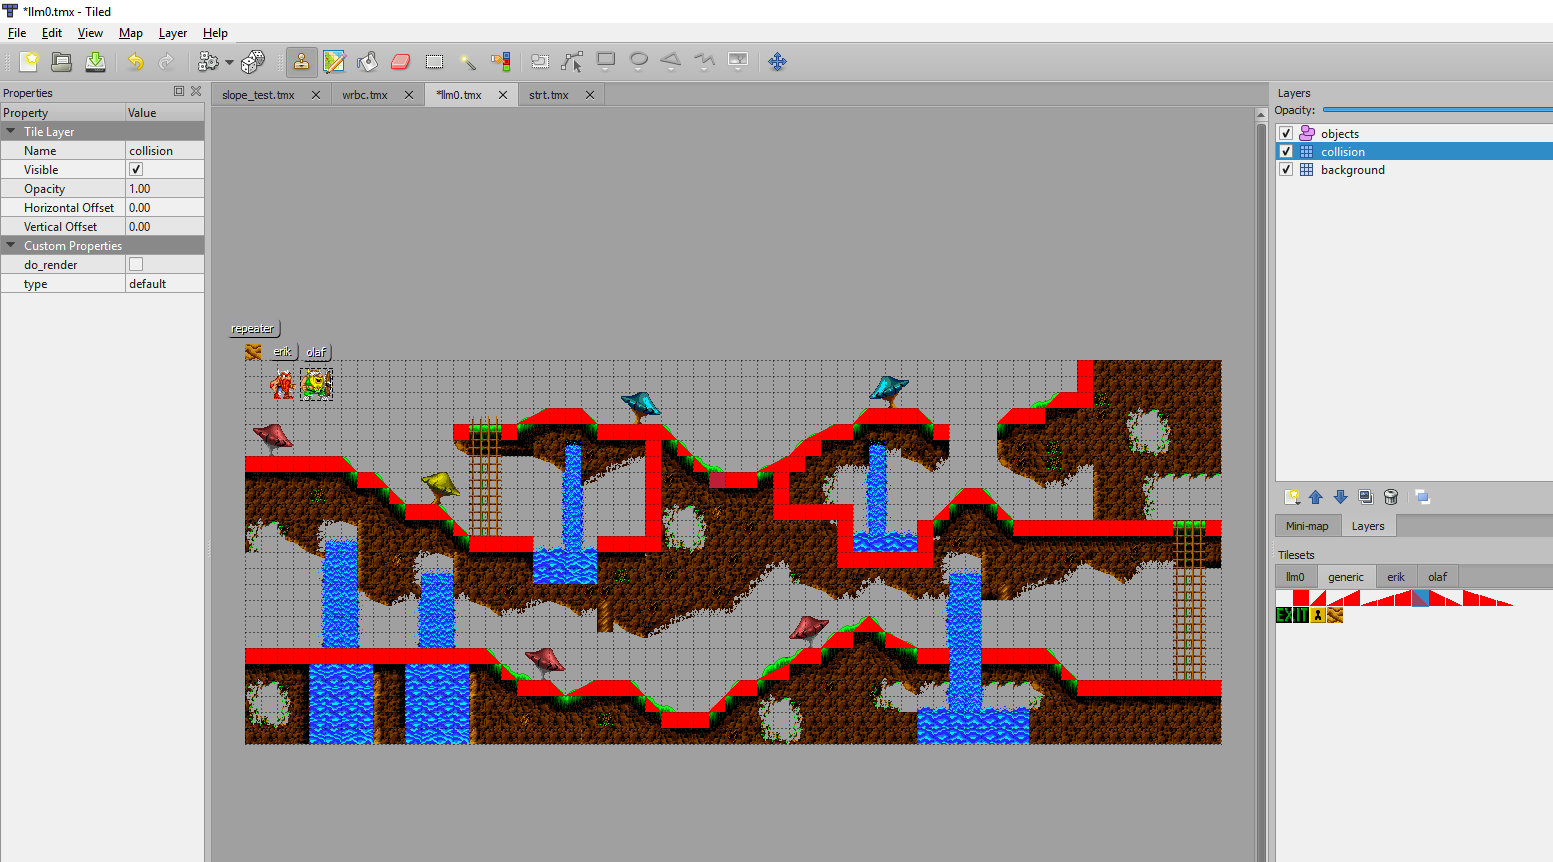 *llm0.tmx - Tiled
File Edit View Map Layer Help
Properties
Property Value
Tile Layer
Name collision
Visible
Opacity 1.00
Horizontal Offset 0.00
Vertical Offset 0.00
Custom Properties
do_render
type default
slope_test.tmx wrbc.tmx *llm0.tmx strt.tmx
repeater
erik olaf
Layers
Opacity:
objects
collision
background
Mini-map Layers
Tilesets
llm0 generic erik olaf
EXIT